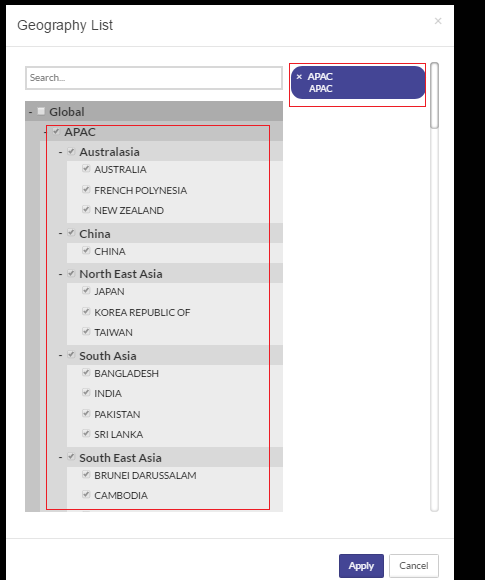 Geography List
×
Search...
× APAC
APAC
- Global
- APAC
- Australasia
AUSTRALIA
FRENCH POLYNESIA
NEW ZEALAND
- China
CHINA
- North East Asia
JAPAN
KOREA REPUBLIC OF
TAIWAN
- South Asia
BANGLADESH
INDIA
PAKISTAN
SRI LANKA
- South East Asia
BRUNEI DARUSSALAM
CAMBODIA
Apply Cancel